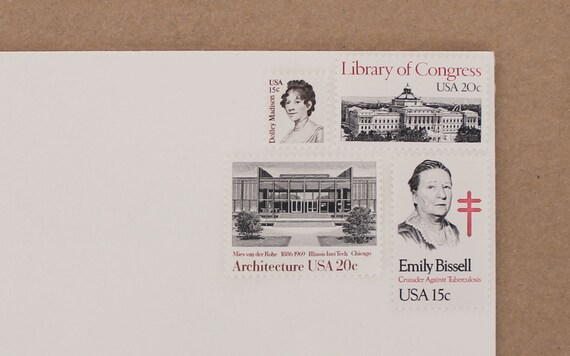 USA
15c
Dolley Madison
Library of Congress
USA 20c
Mies van der Rohe 1886-1969 Illinois Inst Tech Chicago
Architecture USA 20c
Emily Bissell
Crusader Against Tuberculosis
USA 15c